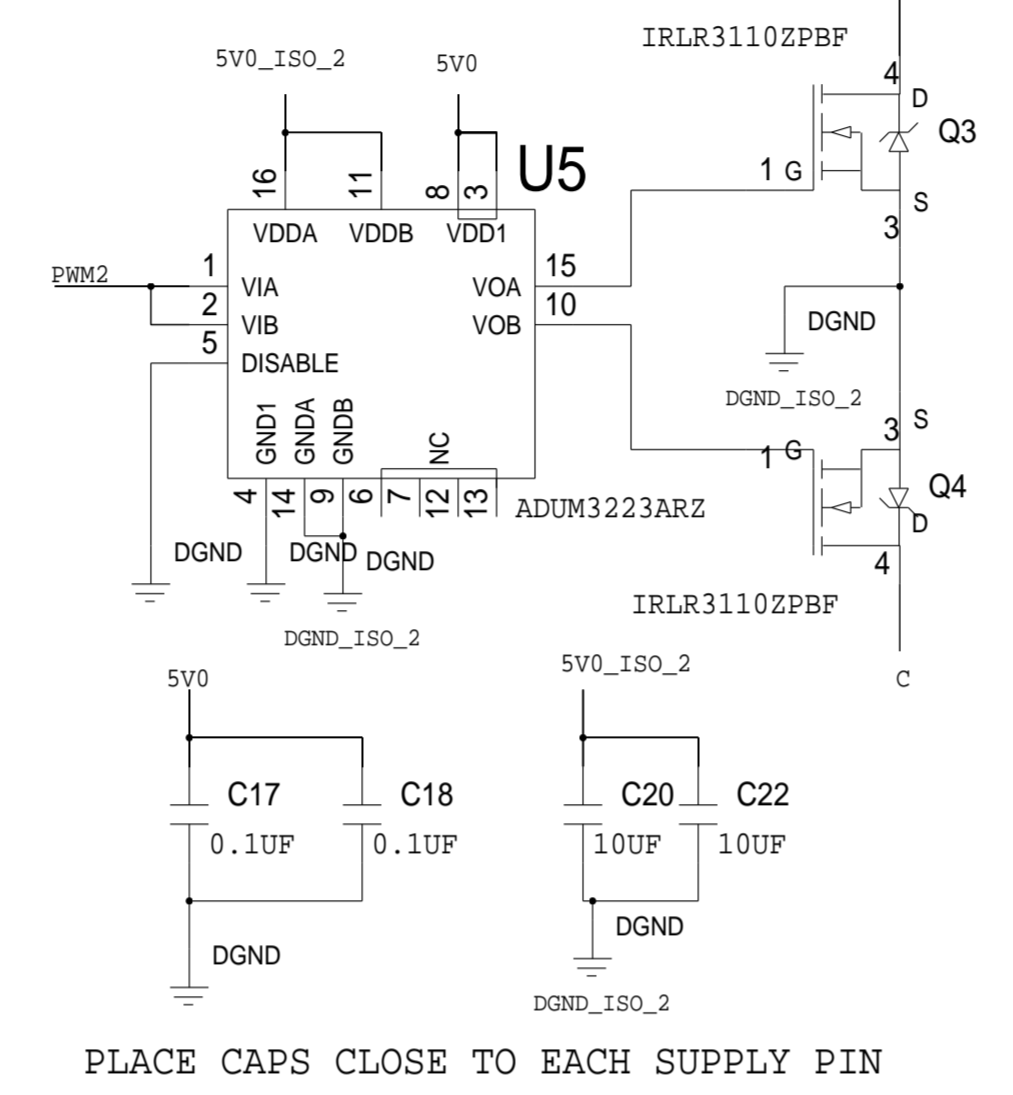 IRLR3110ZPBF
5V0_ISO_2
5V0
4
D
Q3
U5
16
11
8
3
1
G
S
3
VDDA
VDDB
VDD1
PWM2
1
VIA
VOA
15
2
VIB
VOB
10
5
DISABLE
DGND
DGND_ISO_2
GND1
GNDA
GNDB
NC
3
S
1
G
Q4
D
4
14
9
6
7
12
13
ADUM3223ARZ
DGND
DGND
DGND
4
IRLR3110ZPBF
DGND_ISO_2
5V0
5V0_ISO_2
C
C17
0.1UF
C18
0.1UF
C20
10UF
C22
10UF
DGND
DGND
DGND_ISO_2
PLACE CAPS CLOSE TO EACH SUPPLY PIN